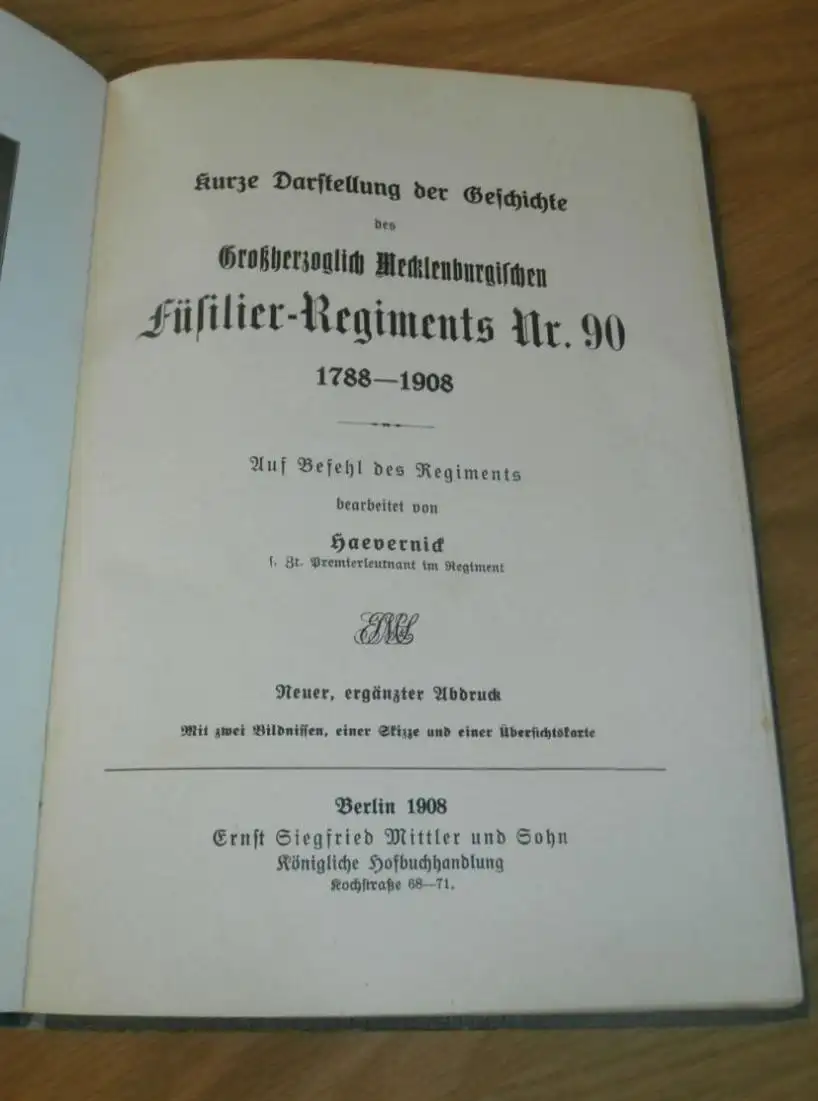 Kurze Darstellung der Geschichte
des
Großherzoglich Mecklenburgischen
Füsilier-Regiments Nr. 90
1788—1908
Auf Befehl des Regiments
bearbeitet von
Haevernick
s. Zt. Premierleutnant im Regiment
ESMS
Neuer, ergänzter Abdruck
Mit zwei Bildnissen, einer Skizze und einer Übersichtskarte
Berlin 1908
Ernst Siegfried Mittler und Sohn
Königliche Hofbuchhandlung
Kochstraße 68—71.